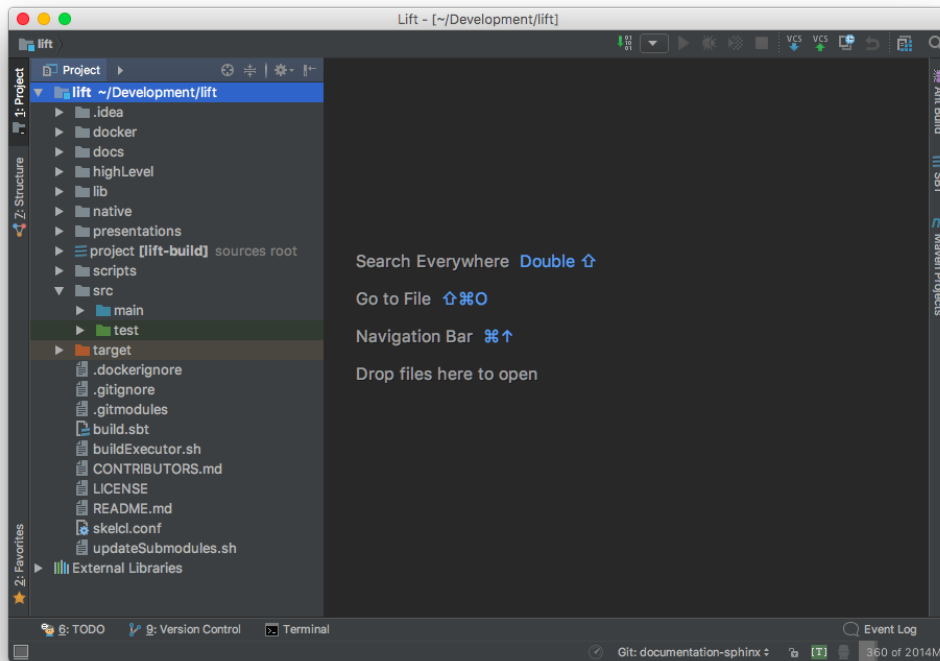 Lift - [~/Development/lift]
lift
VCS VCS
1: Project
Z: Structure
2: Favorites
Project
lift ~/Development/lift
.idea
docker
docs
highLevel
lib
native
presentations
project [lift-build] sources root
scripts
src
main
test
target
.dockerignore
.gitignore
.gitmodules
build.sbt
buildExecutor.sh
CONTRIBUTORS.md
LICENSE
README.md
skelcl.conf
updateSubmodules.sh
External Libraries
Search Everywhere Double ⇧
Go to File ⇧⌘O
Navigation Bar ⌘↑
Drop files here to open
Ant Build
SBT
Maven Projects
6: TODO
9: Version Control
Terminal
Event Log
Git: documentation-sphinx
[T]
360 of 2014M